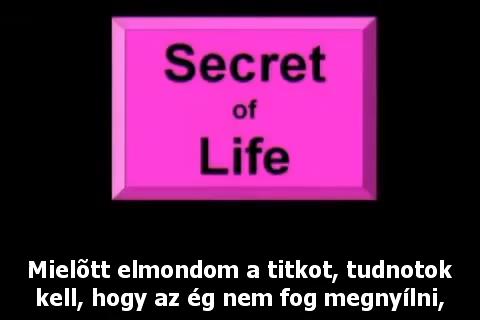 Secret
of
Life
Mielõtt elmondom a titkot, tudnotok
kell, hogy az ég nem fog megnyílni,